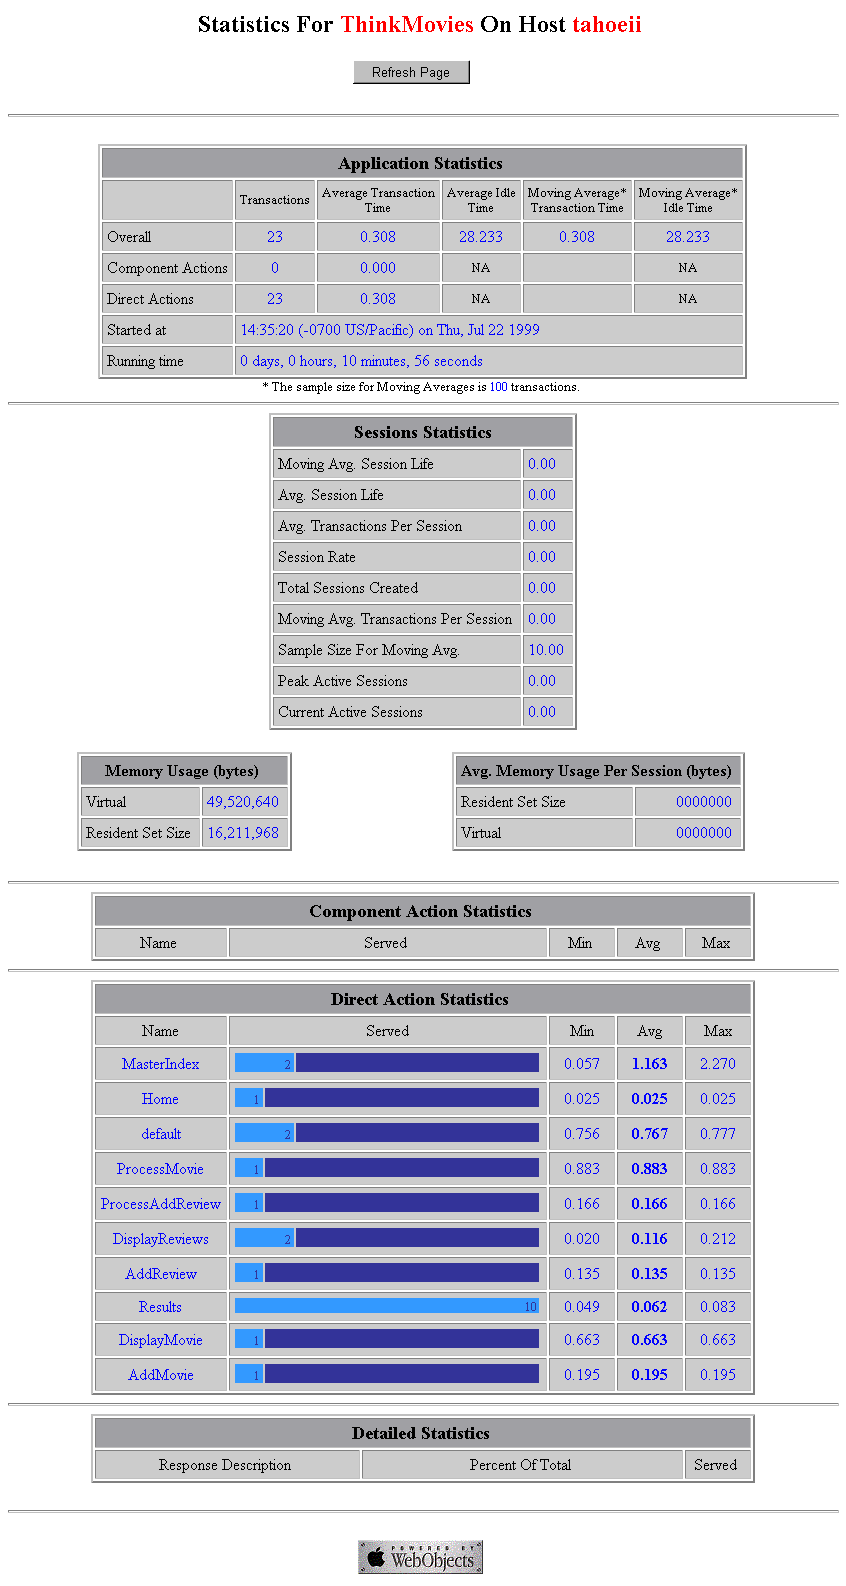 Statistics For ThinkMovies On Host tahoeii
Refresh Page
Application Statistics
Transactions Average Transaction Time Average Idle Time Moving Average* Transaction Time Moving Average* Idle Time
Overall 23 0.308 28.233 0.308 28.233
Component Actions 0 0.000 NA NA
Direct Actions 23 0.308 NA NA
Started at 14:35:20 (-0700 US/Pacific) on Thu, Jul 22 1999
Running time 0 days, 0 hours, 10 minutes, 56 seconds
* The sample size for Moving Averages is 100 transactions.
Sessions Statistics
Moving Avg. Session Life 0.00
Avg. Session Life 0.00
Avg. Transactions Per Session 0.00
Session Rate 0.00
Total Sessions Created 0.00
Moving Avg. Transactions Per Session 0.00
Sample Size For Moving Avg. 10.00
Peak Active Sessions 0.00
Current Active Sessions 0.00
Memory Usage (bytes)
Virtual 49,520,640
Resident Set Size 16,211,968
Avg. Memory Usage Per Session (bytes)
Resident Set Size 0000000
Virtual 0000000
Component Action Statistics
Name Served Min Avg Max
Direct Action Statistics
Name Served Min Avg Max
MasterIndex 2 0.057 1.163 2.270
Home 1 0.025 0.025 0.025
default 2 0.756 0.767 0.777
ProcessMovie 1 0.883 0.883 0.883
ProcessAddReview 1 0.166 0.166 0.166
DisplayReviews 2 0.020 0.116 0.212
AddReview 1 0.135 0.135 0.135
Results 10 0.049 0.062 0.083
DisplayMovie 1 0.663 0.663 0.663
AddMovie 1 0.195 0.195 0.195
Detailed Statistics
Response Description Percent Of Total Served
POWERED BY
WebObjects